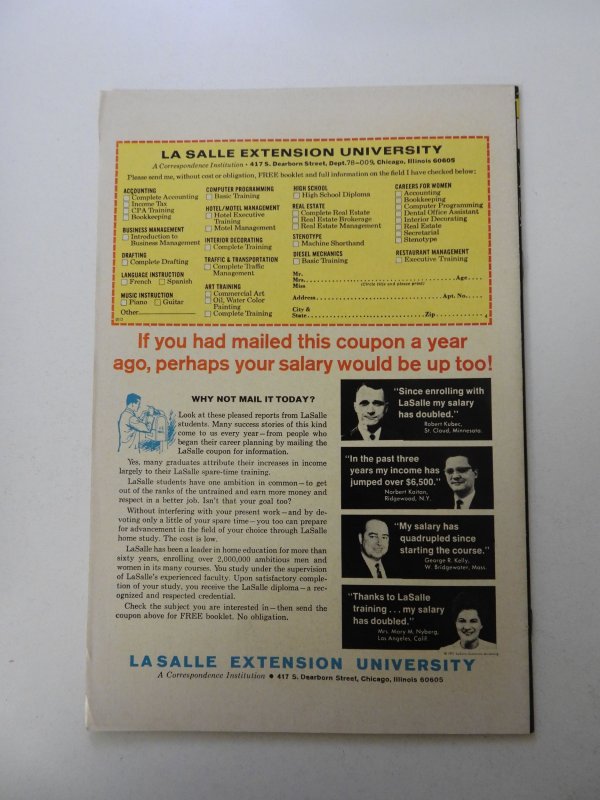 LA SALLE EXTENSION UNIVERSITY
A Correspondence Institution • 417 S. Dearborn Street, Dept. 78-009, Chicago, Illinois 60605
Please send me, without cost or obligation, FREE booklet and full information on the field I have checked below:
ACCOUNTING
Complete Accounting
Income Tax
CPA Training
Bookkeeping
BUSINESS MANAGEMENT
Introduction to
Business Management
DRAFTING
Complete Drafting
LANGUAGE INSTRUCTION
French Spanish
MUSIC INSTRUCTION
Piano Guitar
Other
COMPUTER PROGRAMMING
Basic Training
HOTEL/MOTEL MANAGEMENT
Hotel Executive
Training
Motel Management
INTERIOR DECORATING
Complete Training
TRAFFIC & TRANSPORTATION
Complete Traffic
Management
ART TRAINING
Commercial Art
Oil, Water Color
Painting
Complete Training
HIGH SCHOOL
High School Diploma
REAL ESTATE
Complete Real Estate
Real Estate Brokerage
Real Estate Management
STENOTYPE
Machine Shorthand
DIESEL MECHANICS
Basic Training
CAREERS FOR WOMEN
Accounting
Bookkeeping
Computer Programming
Dental Office Assistant
Interior Decorating
Real Estate
Secretarial
Stenotype
RESTAURANT MANAGEMENT
Executive Training
Mr.
Mrs. Age
Miss (Circle title and please print)
Address Apt. No.
City &
State Zip
If you had mailed this coupon a year
ago, perhaps your salary would be up too!
WHY NOT MAIL IT TODAY?
Look at these pleased reports from LaSalle
students. Many success stories of this kind
come to us every year—from people who
began their career planning by mailing the
LaSalle coupon for information.
Yes, many graduates attribute their increases in income
largely to their LaSalle spare-time training.
LaSalle students have one ambition in common—to get
out of the ranks of the untrained and earn more money and
respect in a better job. Isn't that your goal too?
Without interfering with your present work—and by de-
voting only a little of your spare time—you too can prepare
for advancement in the field of your choice through LaSalle
home study. The cost is low.
LaSalle has been a leader in home education for more than
sixty years, enrolling over 2,000,000 ambitious men and
women in its many courses. You study under the supervision
of LaSalle's experienced faculty. Upon satisfactory comple-
tion of your study, you receive the LaSalle diploma—a rec-
ognized and respected credential.
Check the subject you are interested in—then send the
coupon above for FREE booklet. No obligation.
"Since enrolling with
LaSalle my salary
has doubled."
Robert Kubec,
St. Cloud, Minnesota.
"In the past three
years my income has
jumped over $6,500."
Norbert Kaitan,
Ridgewood, N.Y.
"My salary has
quadrupled since
starting the course."
George R. Kelly,
W. Bridgewater, Mass.
"Thanks to LaSalle
training . . . my salary
has doubled."
Mrs. Mary M. Nyberg,
Los Angeles, Calif.
LA SALLE EXTENSION UNIVERSITY
A Correspondence Institution • 417 S. Dearborn Street, Chicago, Illinois 60605